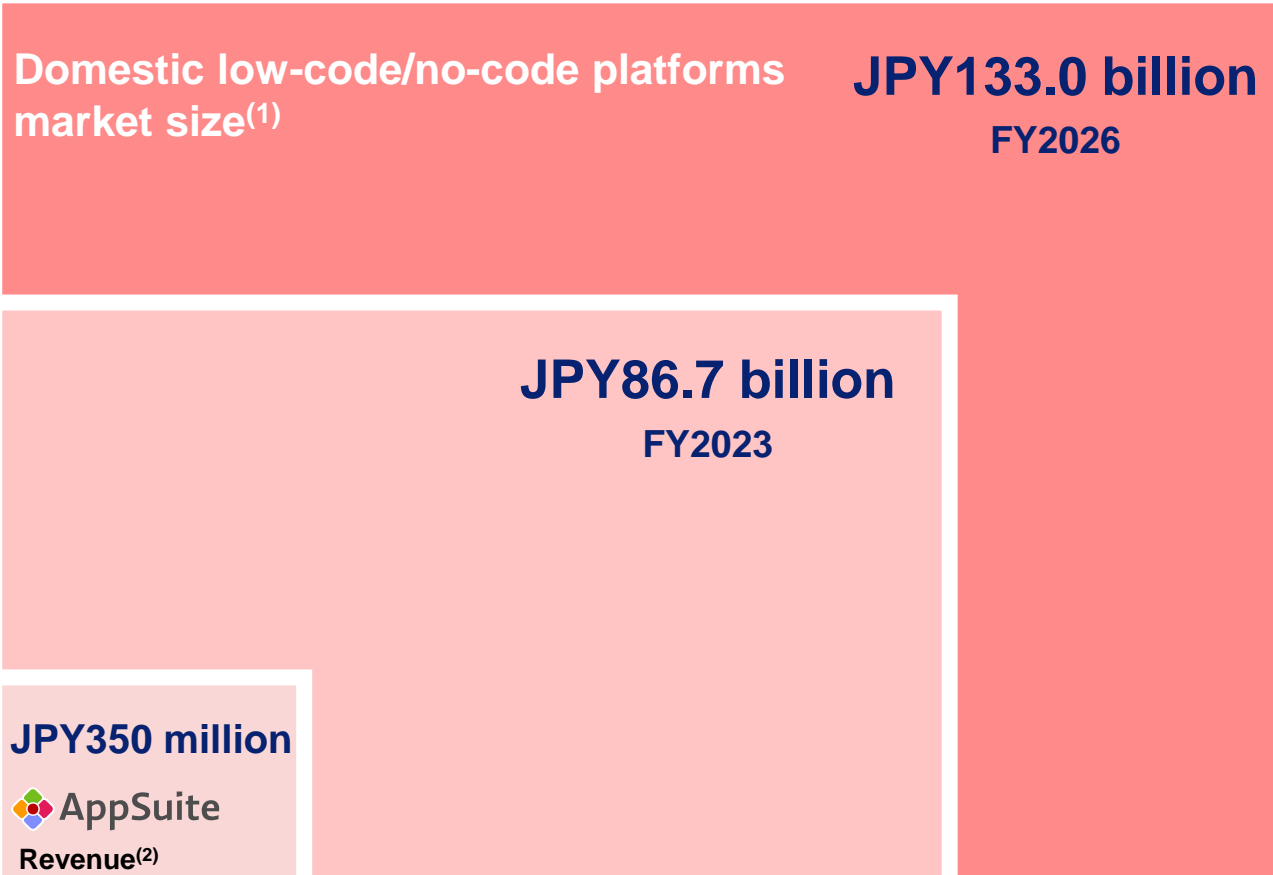 Domestic low-code/no-code platforms
market size(1)
JPY133.0 billion
FY2026
JPY86.7 billion
FY2023
JPY350 million
AppSuite
Revenue(2)